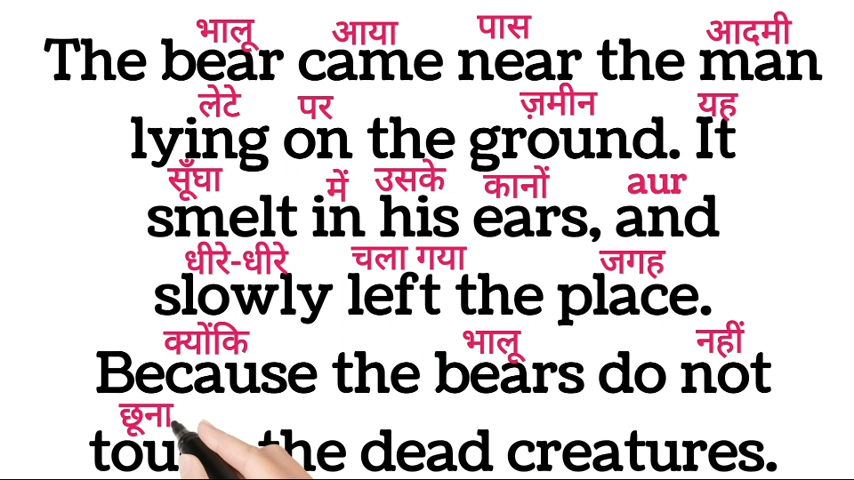 भालू आया पास आदमी
The bear came near the man
लेटे पर ज़मीन यह
lying on the ground. It
सूँघा में उसके कानों aur
smelt in his ears, and
धीरे-धीरे चला गया जगह
slowly left the place.
क्योंकि भालू नहीं
Because the bears do not
छूना
the dead creatures.